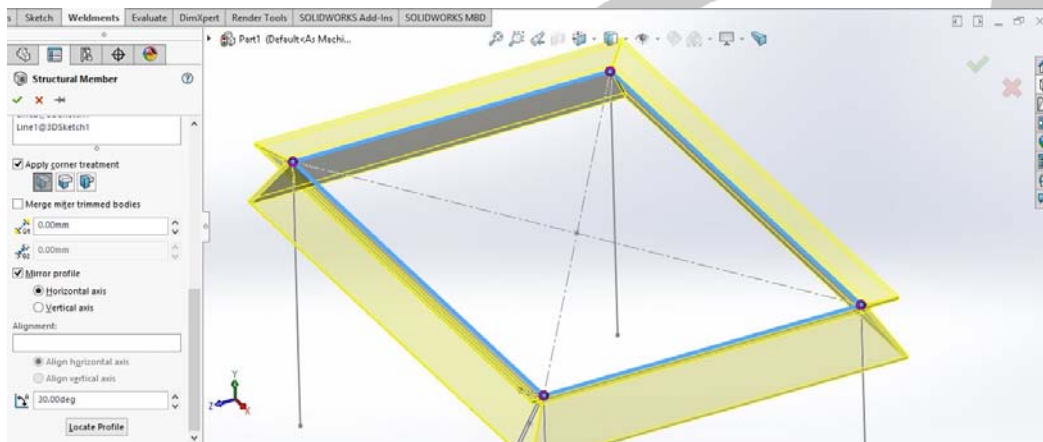 s Sketch Weldments Evaluate DimXpert Render Tools SOLIDWORKS Add-Ins SOLIDWORKS MBD
Part1 (Default<As Machi...
Structural Member
Line1@3DSketch1
Apply corner treatment
Merge miter trimmed bodies
0.00mm
0.00mm
Mirror profile
Horizontal axis
Vertical axis
Alignment:
Align horizontal axis
Align vertical axis
30.00deg
Locate Profile
Y
Z
X